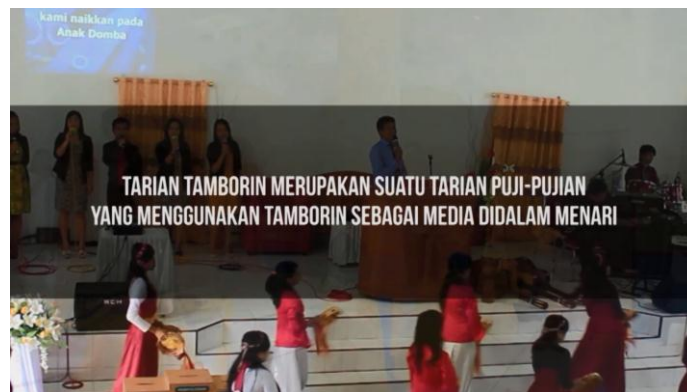 kami naikkan pada
Anak Domba
TARIAN TAMBORIN MERUPAKAN SUATU TARIAN PUJI-PUJIAN
YANG MENGGUNAKAN TAMBORIN SEBAGAI MEDIA DIDALAM MENARI